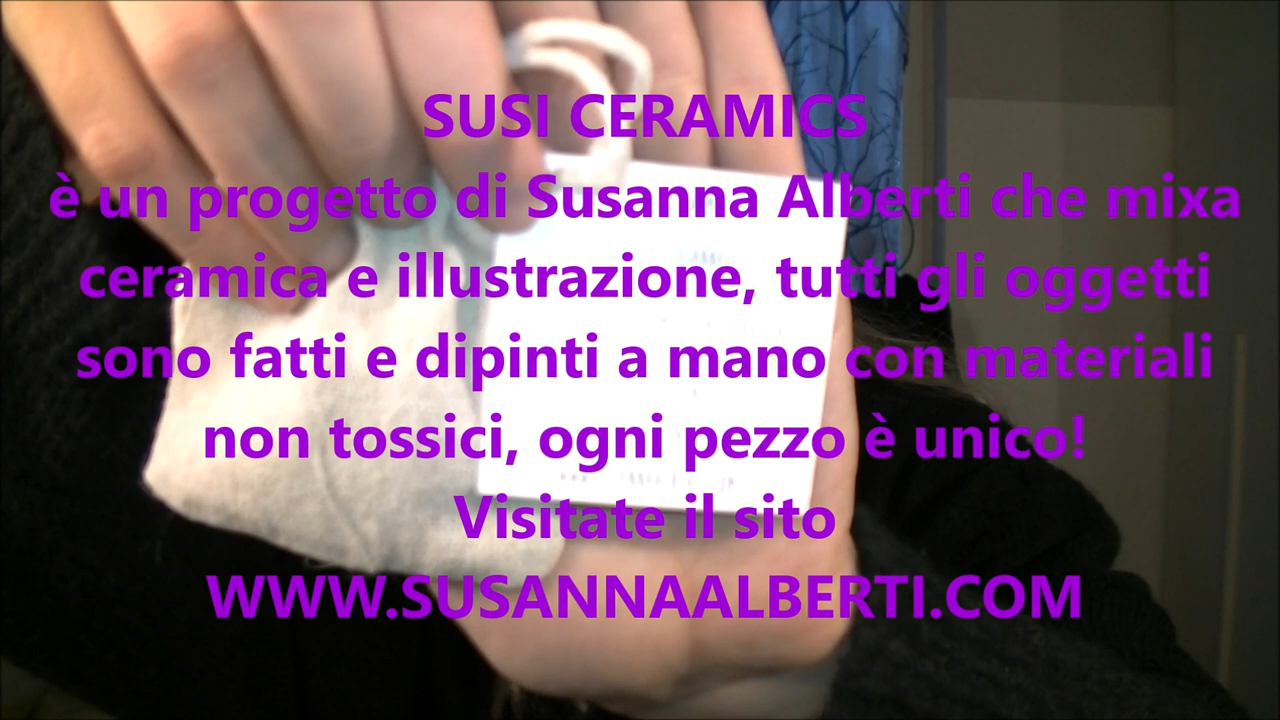 SUSI CERAMICS
è un progetto di Susanna Alberti che mixa
ceramica e illustrazione, tutti gli oggetti
sono fatti e dipinti a mano con materiali
non tossici, ogni pezzo è unico!
Visitate il sito
WWW.SUSANNAALBERTI.COM